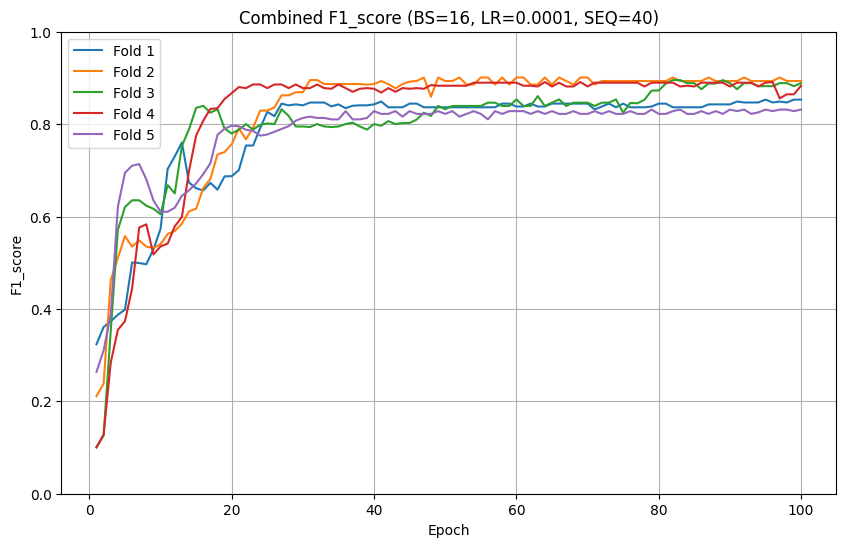 Combined F1_score (BS=16, LR=0.0001, SEQ=40)
Fold 1
Fold 2
Fold 3
Fold 4
Fold 5
F1_score
1.0
0.8
0.6
0.4
0.2
0.0
0 20 40 60 80 100
Epoch